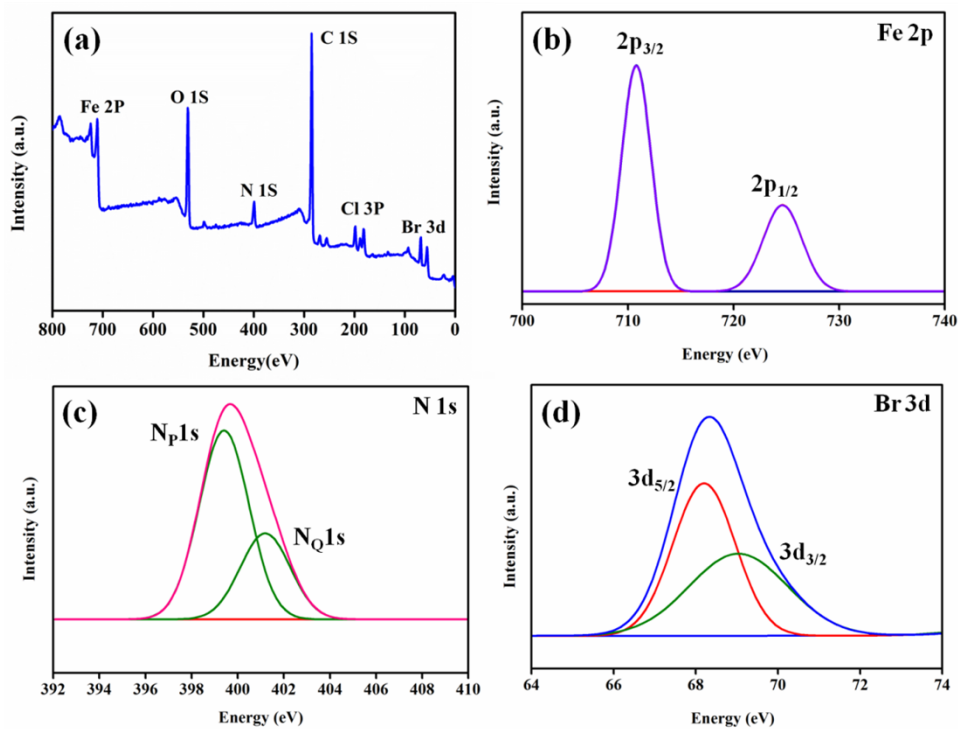 (a)
C 1S
O 1S
Fe 2P
N 1S
Cl 3P
Br 3d
Intensity (a.u.)
800 700 600 500 400 300 200 100 0
Energy(eV)
(b)
Fe 2p
2p3/2
2p1/2
Intensity (a.u.)
700 710 720 730 740
Energy (eV)
(c)
N 1s
NP1s
NQ1s
Intensity (a.u.)
392 394 396 398 400 402 404 406 408 410
Energy (eV)
(d)
Br 3d
3d5/2
3d3/2
Intensity (a.u.)
64 66 68 70 72 74
Energy (eV)